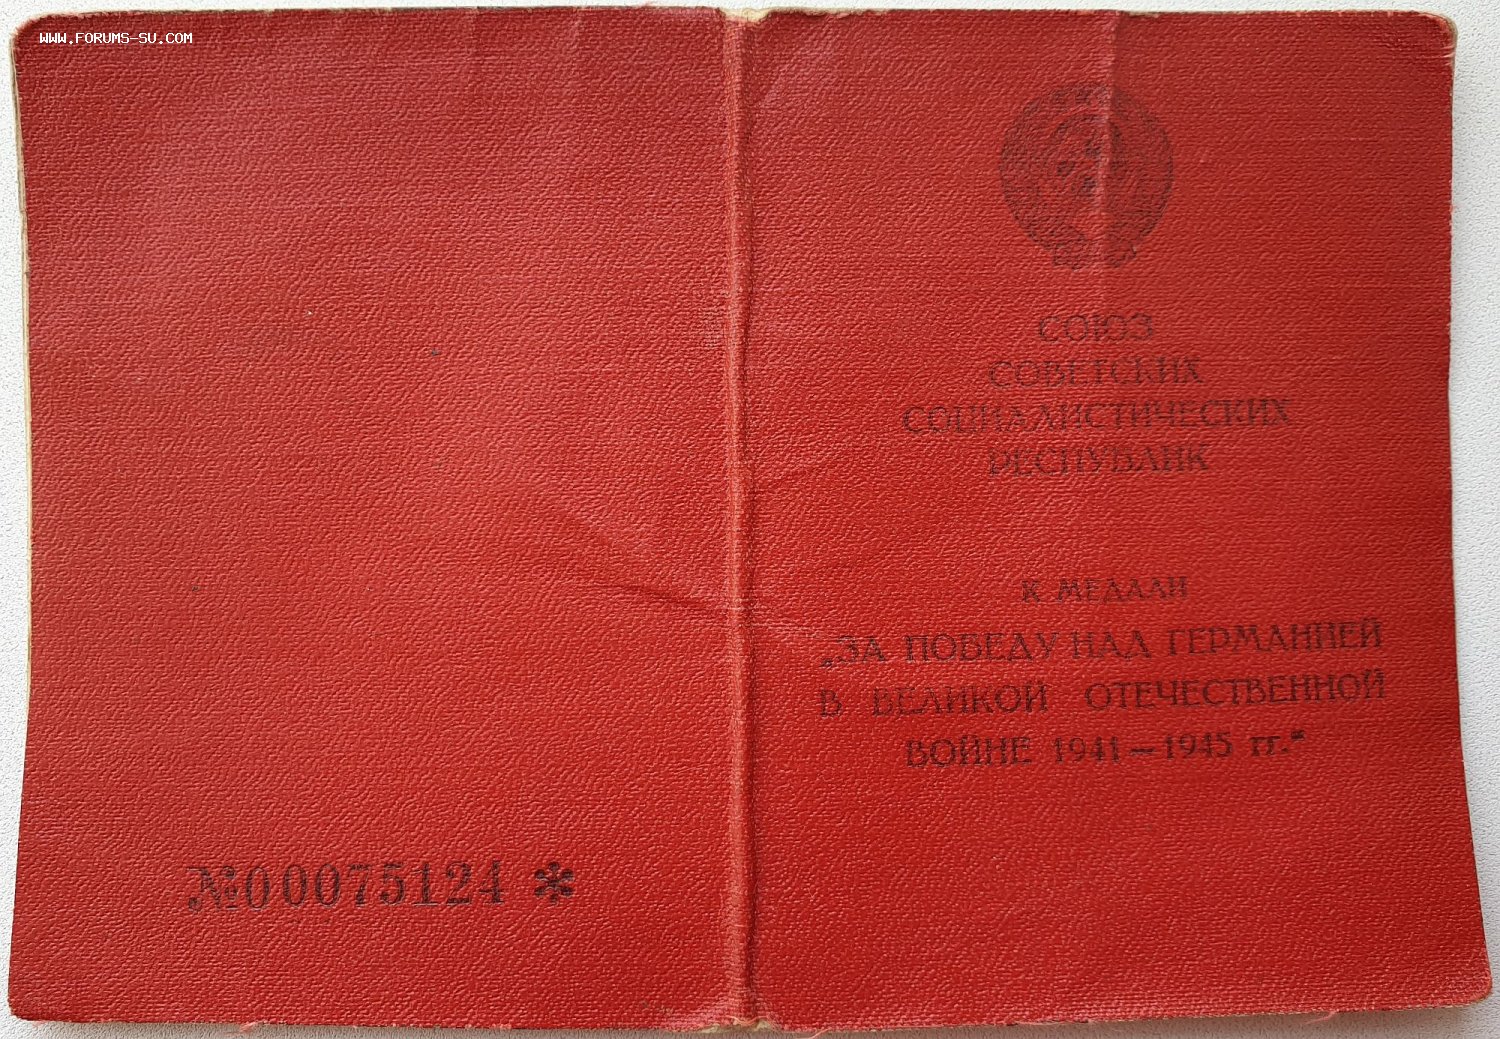 WWW.FORUMS-SU.COM
СОЮЗ
СОВЕТСКИХ
СОЦИАЛИСТИЧЕСКИХ
РЕСПУБЛИК
К МЕДАЛИ
„ЗА ПОБЕДУ НАД ГЕРМАНИЕЙ
В ВЕЛИКОЙ ОТЕЧЕСТВЕННОЙ
ВОЙНЕ 1941—1945 гг.“
№00075124 *